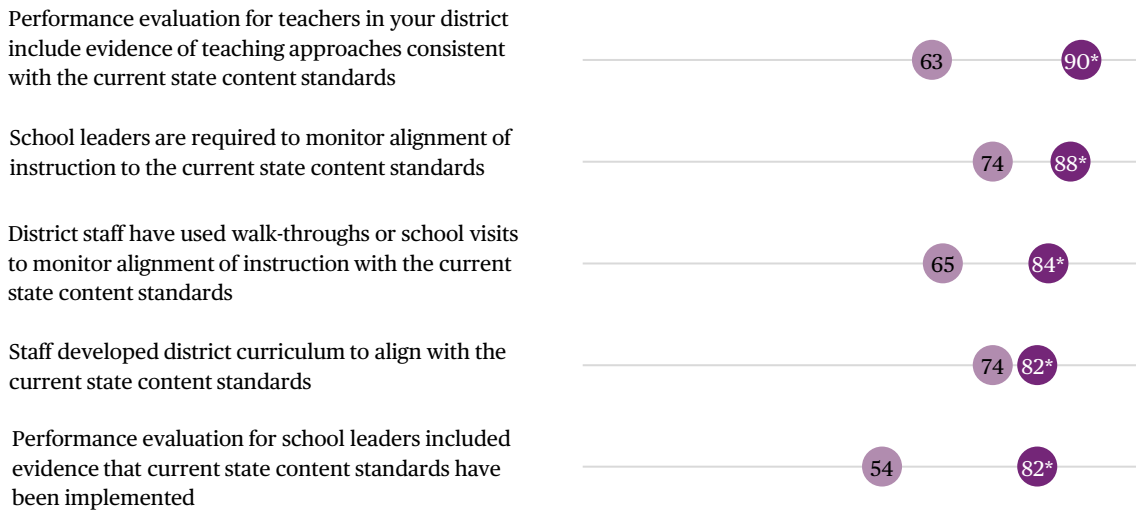 Performance evaluation for teachers in your district
include evidence of teaching approaches consistent
with the current state content standards
63
90*
School leaders are required to monitor alignment of
instruction to the current state content standards
74
88*
District staff have used walk-throughs or school visits
to monitor alignment of instruction with the current
state content standards
65
84*
Staff developed district curriculum to align with the
current state content standards
74
82*
Performance evaluation for school leaders included
evidence that current state content standards have
been implemented
54
82*